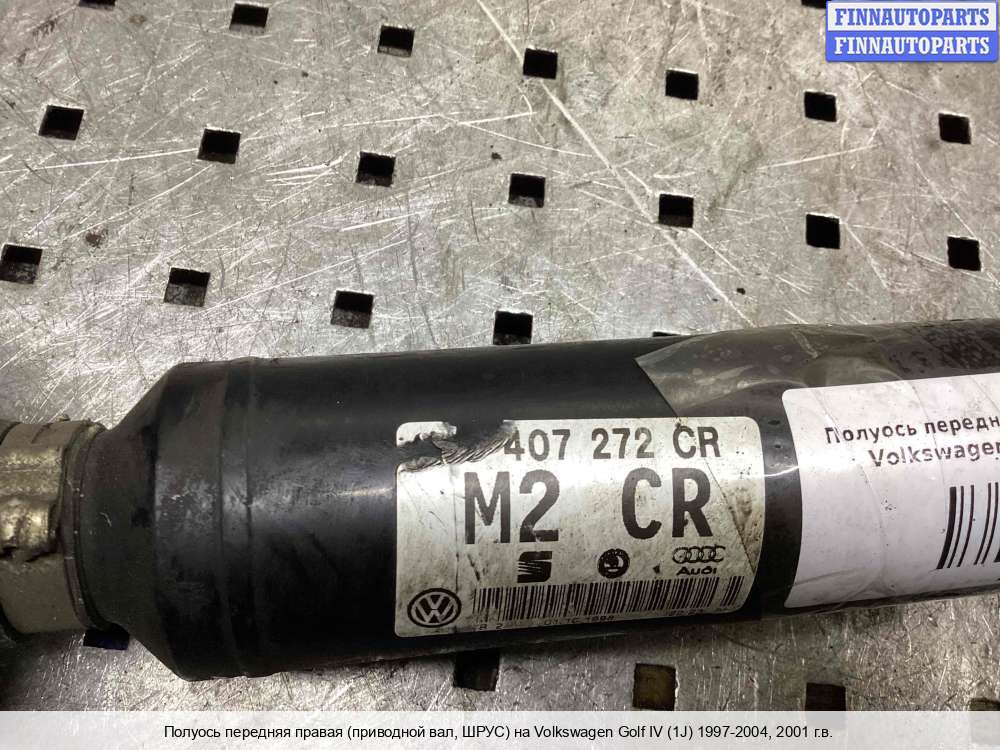 FINNAUTOPARTS
FINNAUTOPARTS
407 272 CR
M2 CR
Audi
Полуось передн
Volkswagen
Полуось передняя правая (приводной вал, ШРУС) на Volkswagen Golf IV (1J) 1997-2004, 2001 г.в.